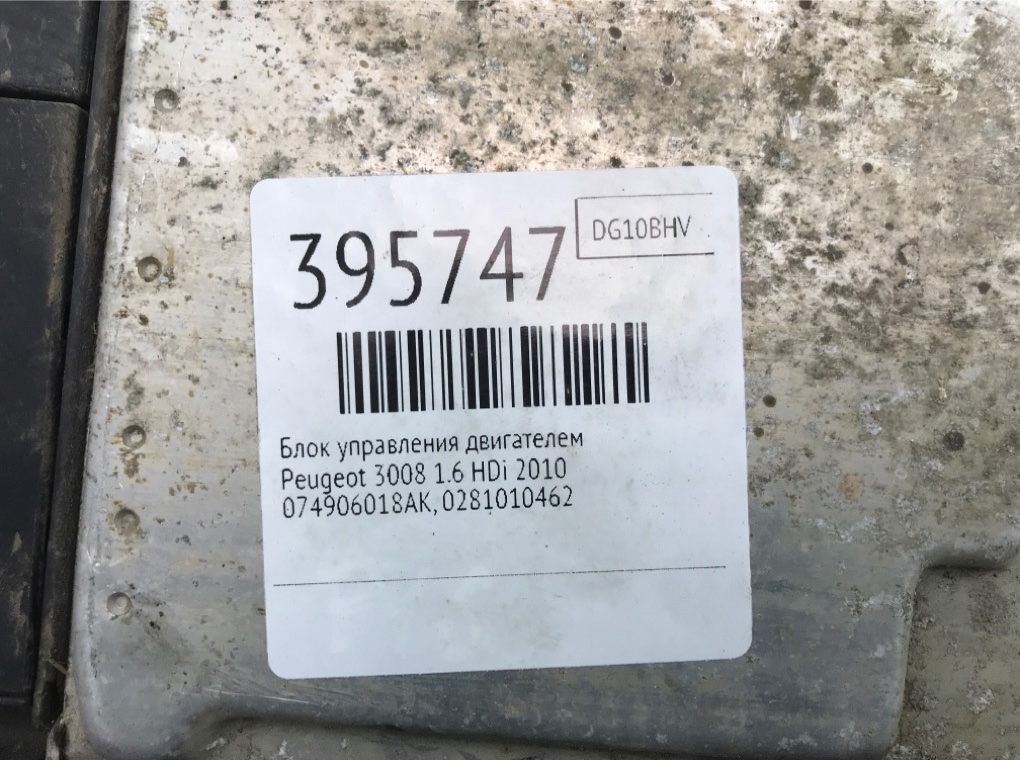 395747
DG10BHV
Блок управления двигателем
Peugeot 3008 1.6 HDi 2010
074906018AK, 0281010462